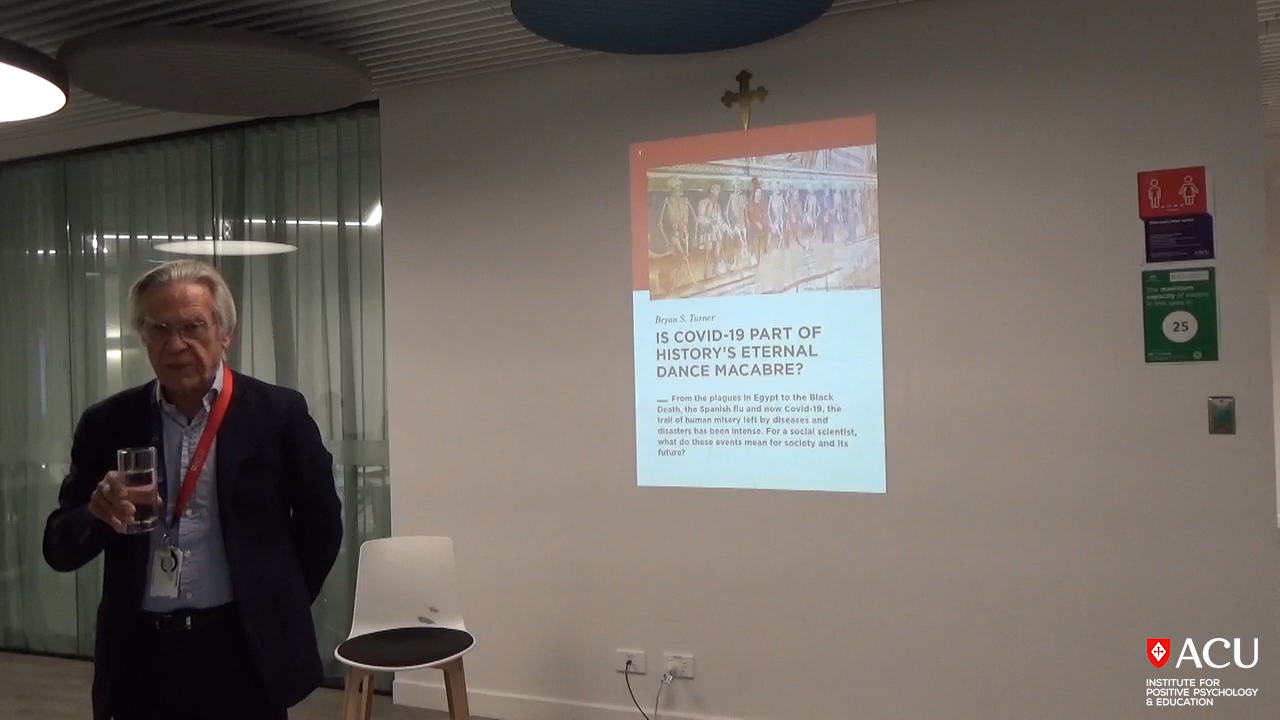 Bryan S. Turner
IS COVID-19 PART OF
HISTORY'S ETERNAL
DANCE MACABRE?
From the plagues in Egypt to the Black
Death, the Spanish flu and now Covid-19, the
trail of human misery left by diseases and
disasters has been intense. For a social scientist,
what do these events mean for society and its
future?
The maximum
capacity of people
in this space is
25
ACU
INSTITUTE FOR
POSITIVE PSYCHOLOGY
& EDUCATION